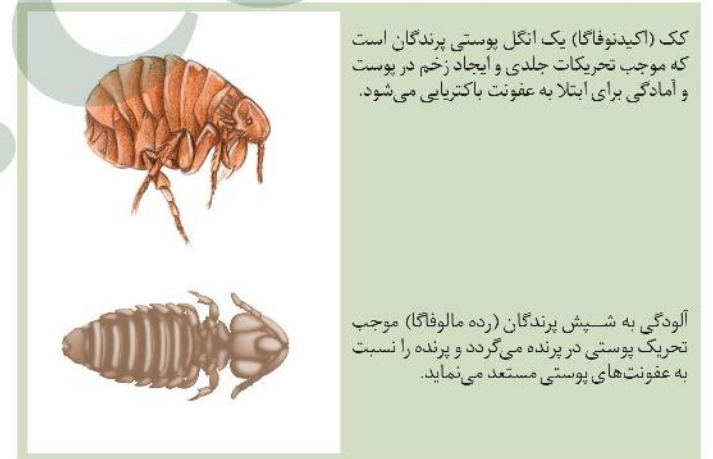 کک (اکیدنوفاگا) یک انگل پوستی پرندگان است
که موجب تحریکات جلدی و ایجاد زخم در پوست
و آمادگی برای ابتلا به عفونت باکتریایی می‌شود.
آلودگی به شــپش پرندگان (رده مالوفاگا) موجب
تحریک پوستی در پرنده می‌گردد و پرنده را نسبت
به عفونت‌های پوستی مستعد می‌نماید.